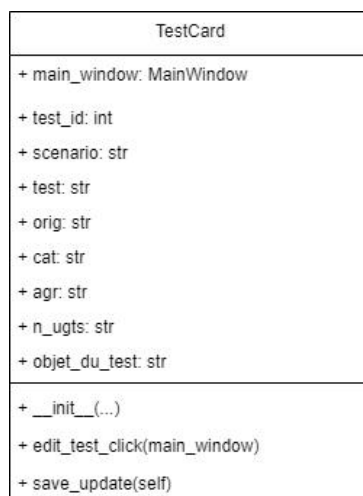 TestCard
+ main_window: MainWindow
+ test_id: int
+ scenario: str
+ test: str
+ orig: str
+ cat: str
+ agr: str
+ n_ugts: str
+ objet_du_test: str
+ __init__(...)
+ edit_test_click(main_window)
+ save_update(self)